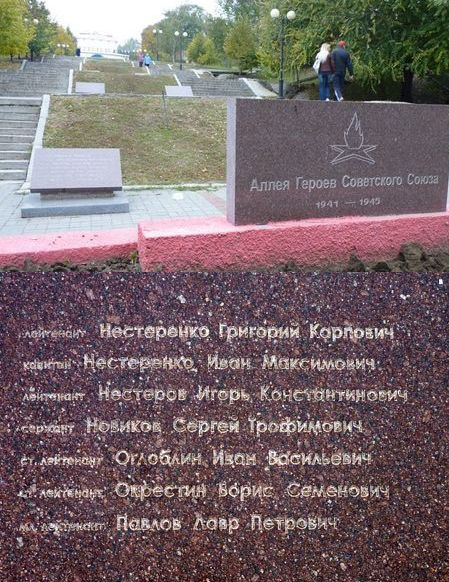 Аллея Героев Советского Союза
1941 — 1945
лейтенант Нестеренко Григорий Карпович
капитан Нестеренко Иван Максимович
лейтенант Нестеров Игорь Константинович
сержант Новиков Сергей Трофимович
ст. лейтенант Оглоблин Иван Васильевич
ст. лейтенант Окрестин Борис Семенович
мл. лейтенант Павлов Лавр Петрович